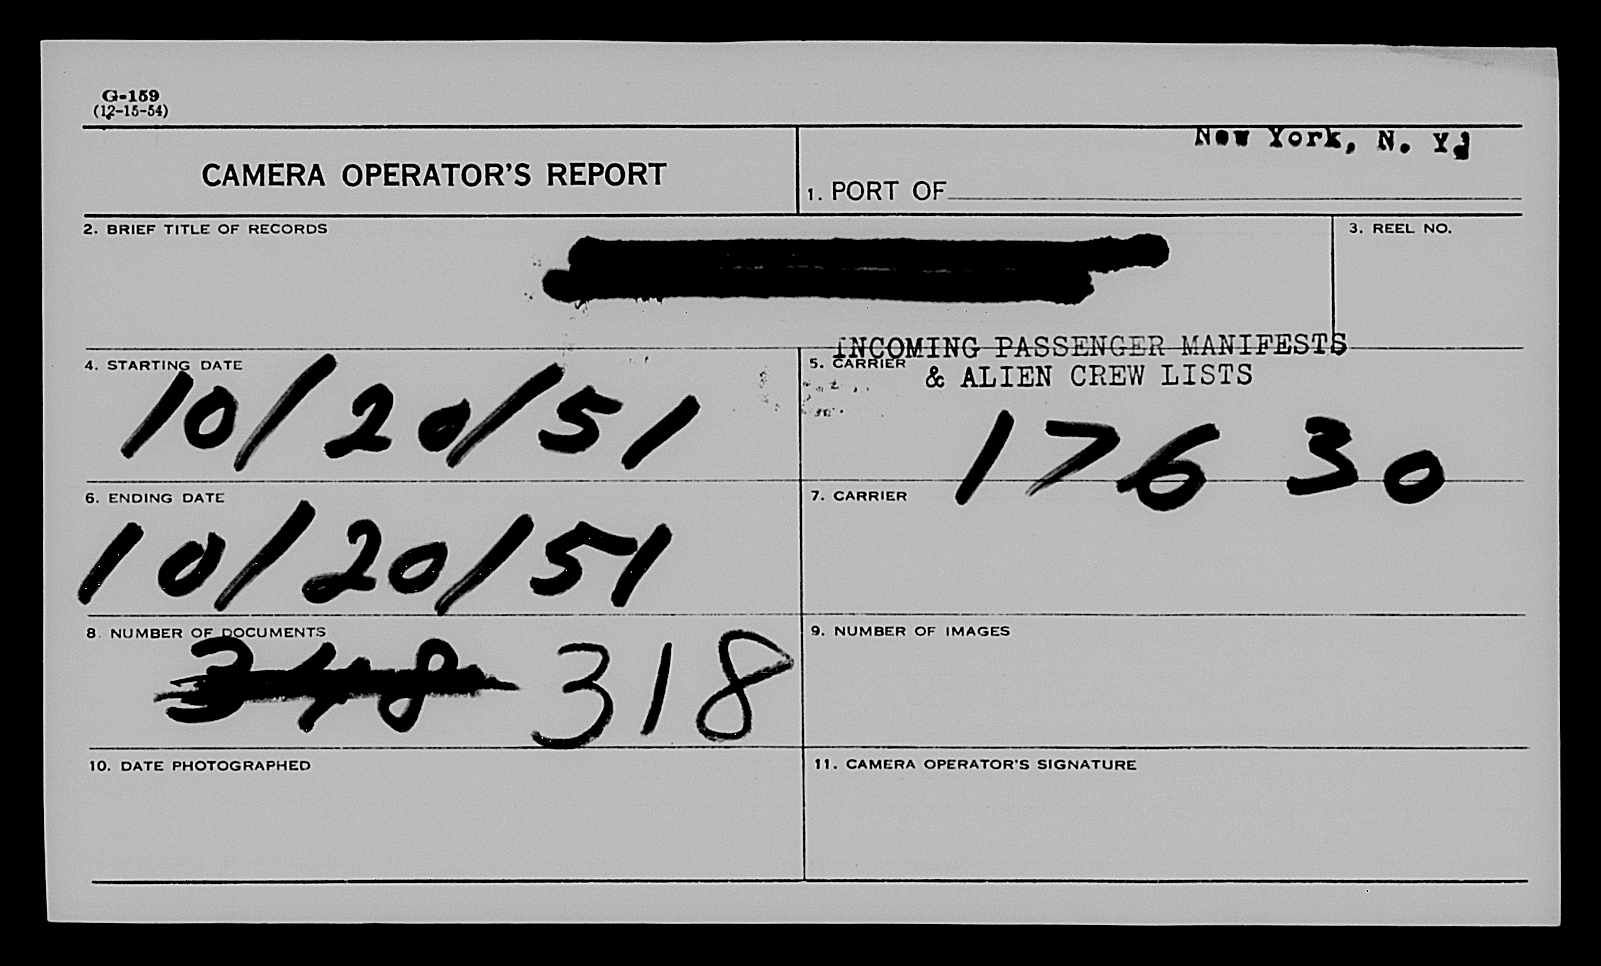 G-159
(12-15-54)
CAMERA OPERATOR'S REPORT
1. PORT OF New York, N. Y.
2. BRIEF TITLE OF RECORDS
3. REEL NO.
INCOMING PASSENGER MANIFESTS
& ALIEN CREW LISTS
4. STARTING DATE
10/20/51
5. CARRIER
17630
6. ENDING DATE
10/20/51
7. CARRIER
8. NUMBER OF DOCUMENTS
348 318
9. NUMBER OF IMAGES
10. DATE PHOTOGRAPHED
11. CAMERA OPERATOR'S SIGNATURE